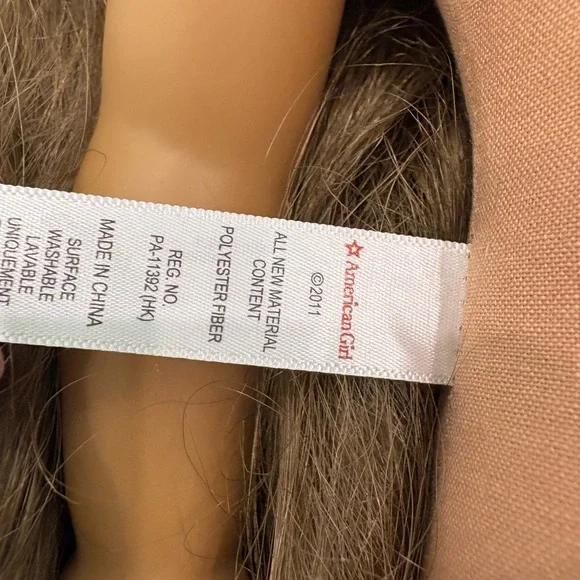 American Girl
©2011
ALL NEW MATERIAL
CONTENT
POLYESTER FIBER
REG. NO.
PA-11392 (HK)
MADE IN CHINA
SURFACE
WASHABLE
LAVABLE
UNIQUEMENT